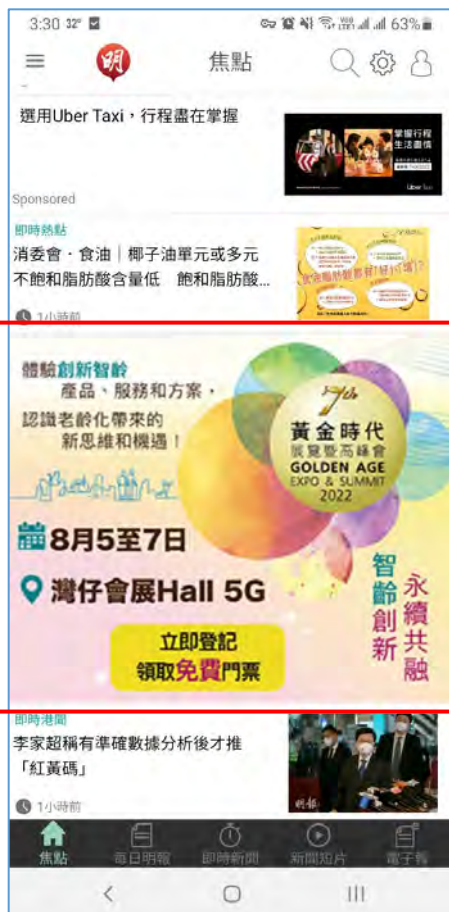 3:30 32° 63%
明
焦點
選用Uber Taxi，行程盡在掌握
掌握行程
生活盡情
Uber Taxi
Sponsored
即時熱點
消委會．食油｜椰子油單元或多元
不飽和脂肪酸含量低 飽和脂肪酸...
1小時前
體驗創新智齡
產品、服務和方案，
認識老齡化帶來的
新思維和機遇！
7th
黃金時代
展覽暨高峰會
GOLDEN AGE
EXPO & SUMMIT
2022
8月5至7日
灣仔會展Hall 5G
智齡創新
永續共融
立即登記
領取免費門票
即時港聞
李家超稱有準確數據分析後才推
「紅黃碼」
明報
1小時前
焦點 每日明報 即時新聞 新聞短片 電子報